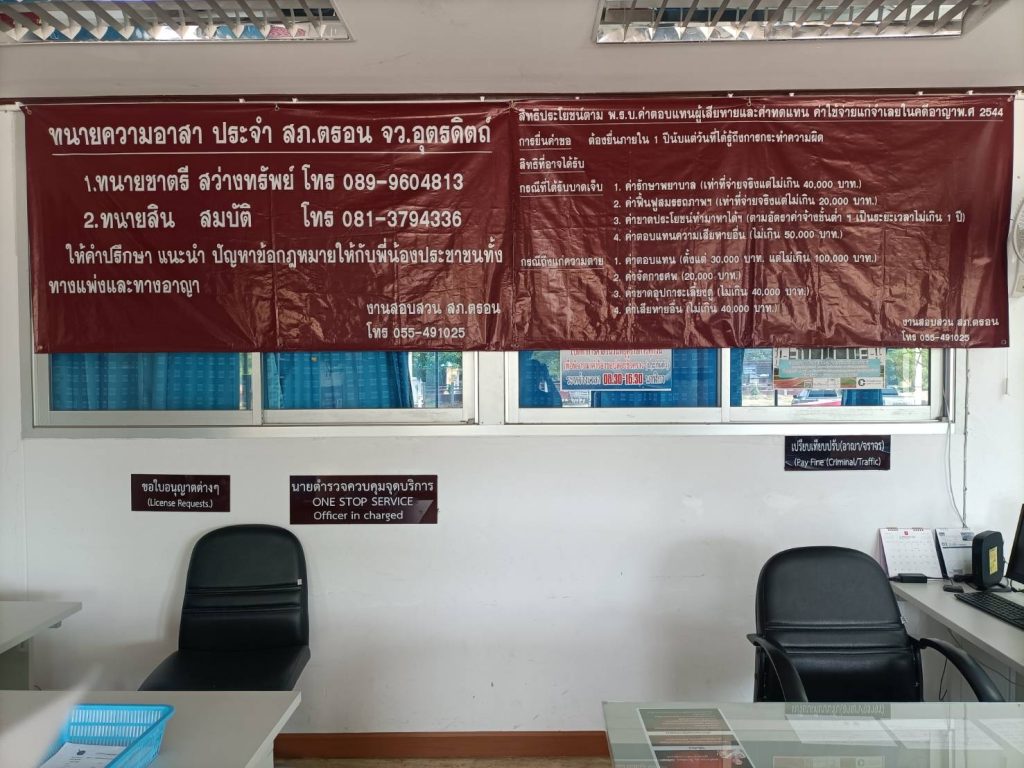 ทนายความอาสา ประจำ สภ.ตรอน จว.อุตรดิตถ์
1.ทนายชาตรี สว่างทรัพย์ โทร 089-9604813
2.ทนายสิน สมบัติ โทร 081-3794336
ให้คำปรึกษา แนะนำ ปัญหาข้อกฎหมายให้กับพี่น้องประชาชนทั้ง
ทางแพ่งและทางอาญา
งานสอบสวน สภ.ตรอน
โทร 055-491025
สิทธิประโยชน์ตาม พ.ร.บ.ค่าตอบแทนผู้เสียหายและค่าทดแทน ค่าใช้จ่ายแก่จำเลยในคดีอาญาพ.ศ 2544
การยื่นคำขอ ต้องยื่นภายใน 1 ปีนับแต่วันที่ได้รู้ถึงการกระทำความผิด
สิทธิที่อาจได้รับ
กรณีที่ได้รับบาดเจ็บ 1. ค่ารักษาพยาบาล (เท่าที่จ่ายจริงแต่ไม่เกิน 40,000 บาท.)
2. ค่าฟื้นฟูสมรรถภาพฯ (เท่าที่จ่ายจริงแต่ไม่เกิน 20,000 บาท.)
3. ค่าขาดประโยชน์ทำมาหาได้ฯ (ตามอัตราค่าจ้างขั้นต่ำ ฯ เป็นระยะเวลาไม่เกิน 1 ปี)
4. ค่าตอบแทนความเสียหายอื่น (ไม่เกิน 50,000 บาท.)
กรณีถึงแก่ความตาย 1. ค่าตอบแทน (ตั้งแต่ 30,000 บาท. แต่ไม่เกิน 100,000 บาท.)
2. ค่าจัดการศพ (20,000 บาท.)
3. ค่าขาดอุปการะเลี้ยงดู (ไม่เกิน 40,000 บาท.)
4. ค่าเสียหายอื่น (ไม่เกิน 40,000 บาท.)
งานสอบสวน สภ.ตรอน
โทร 055-491025
08.30-16.30
เปรียบเทียบปรับ(อาญา/จราจร)
(Pay Fine (Criminal/Traffic)
ขอใบอนุญาตต่างๆ
(License Requests.)
นายตำรวจควบคุมจุดบริการ
ONE STOP SERVICE
Officer in charged